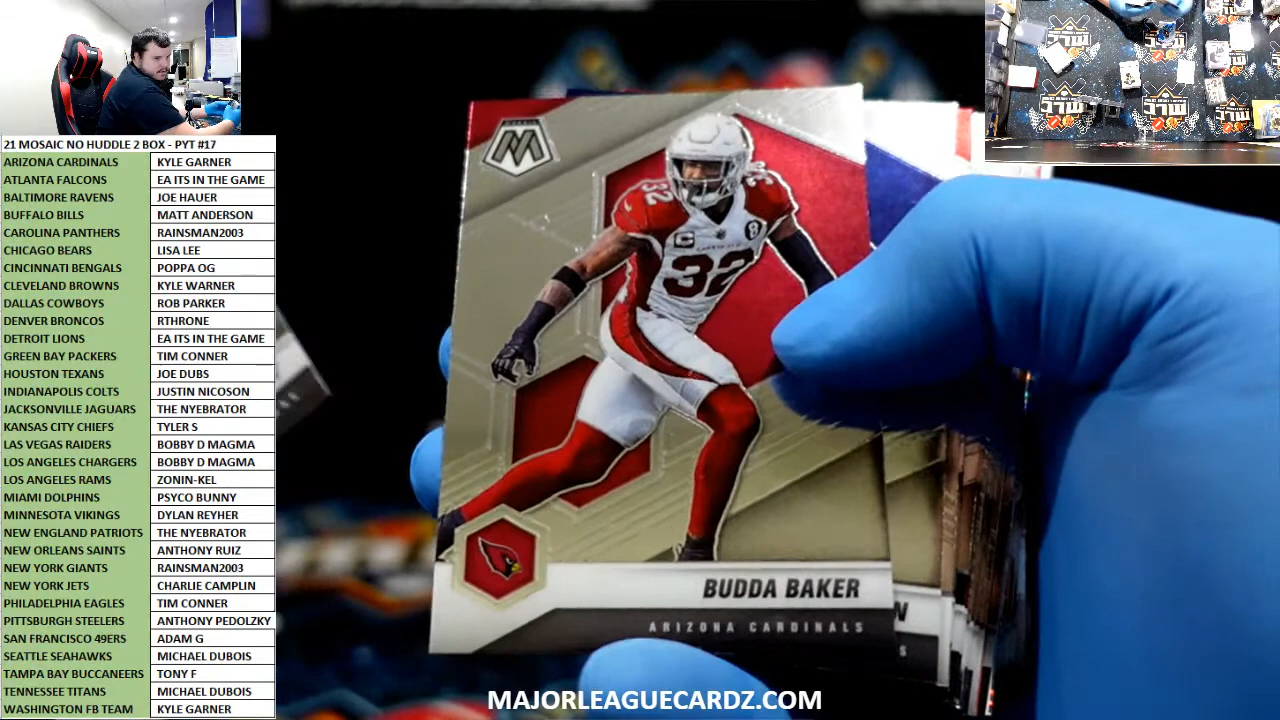 21 MOSAIC NO HUDDLE 2 BOX - PYT #17
ARIZONA CARDINALS KYLE GARNER
ATLANTA FALCONS EA ITS IN THE GAME
BALTIMORE RAVENS JOE HAUER
BUFFALO BILLS MATT ANDERSON
CAROLINA PANTHERS RAINSMAN2003
CHICAGO BEARS LISA LEE
CINCINNATI BENGALS POPPA OG
CLEVELAND BROWNS KYLE WARNER
DALLAS COWBOYS ROB PARKER
DENVER BRONCOS RTHRONE
DETROIT LIONS EA ITS IN THE GAME
GREEN BAY PACKERS TIM CONNER
HOUSTON TEXANS JOE DUBS
INDIANAPOLIS COLTS JUSTIN NICOSON
JACKSONVILLE JAGUARS THE NYEBRATOR
KANSAS CITY CHIEFS TYLER S
LAS VEGAS RAIDERS BOBBY D MAGMA
LOS ANGELES CHARGERS BOBBY D MAGMA
LOS ANGELES RAMS ZONIN-KEL
MIAMI DOLPHINS PSYCO BUNNY
MINNESOTA VIKINGS DYLAN REYHER
NEW ENGLAND PATRIOTS THE NYEBRATOR
NEW ORLEANS SAINTS ANTHONY RUIZ
NEW YORK GIANTS RAINSMAN2003
NEW YORK JETS CHARLIE CAMPLIN
PHILADELPHIA EAGLES TIM CONNER
PITTSBURGH STEELERS ANTHONY PEDOLZKY
SAN FRANCISCO 49ERS ADAM G
SEATTLE SEAHAWKS MICHAEL DUBOIS
TAMPA BAY BUCCANEERS TONY F
TENNESSEE TITANS MICHAEL DUBOIS
WASHINGTON FB TEAM KYLE GARNER
M
32
C 8
32
BUDDA BAKER
ARIZONA CARDINALS
N
S
MAJORLEAGUECARDZ.COM
MLC
MLC
MLC